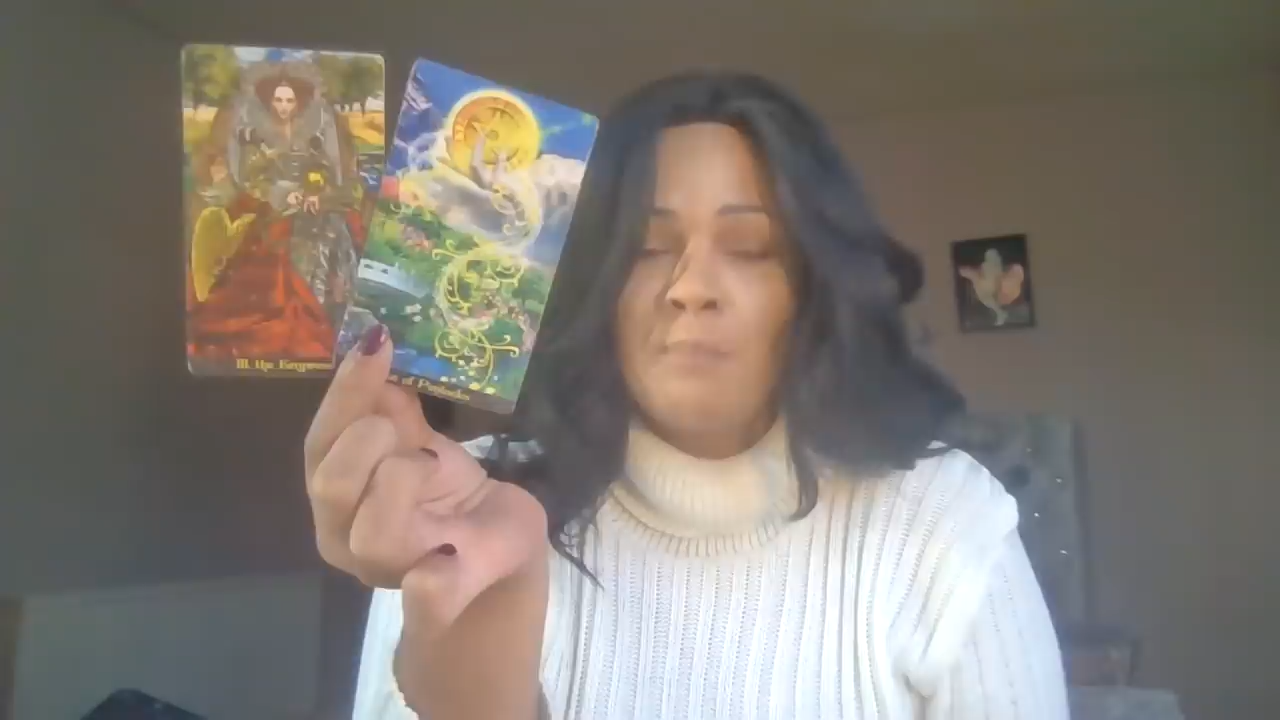 III. the Empress
of Pentacles